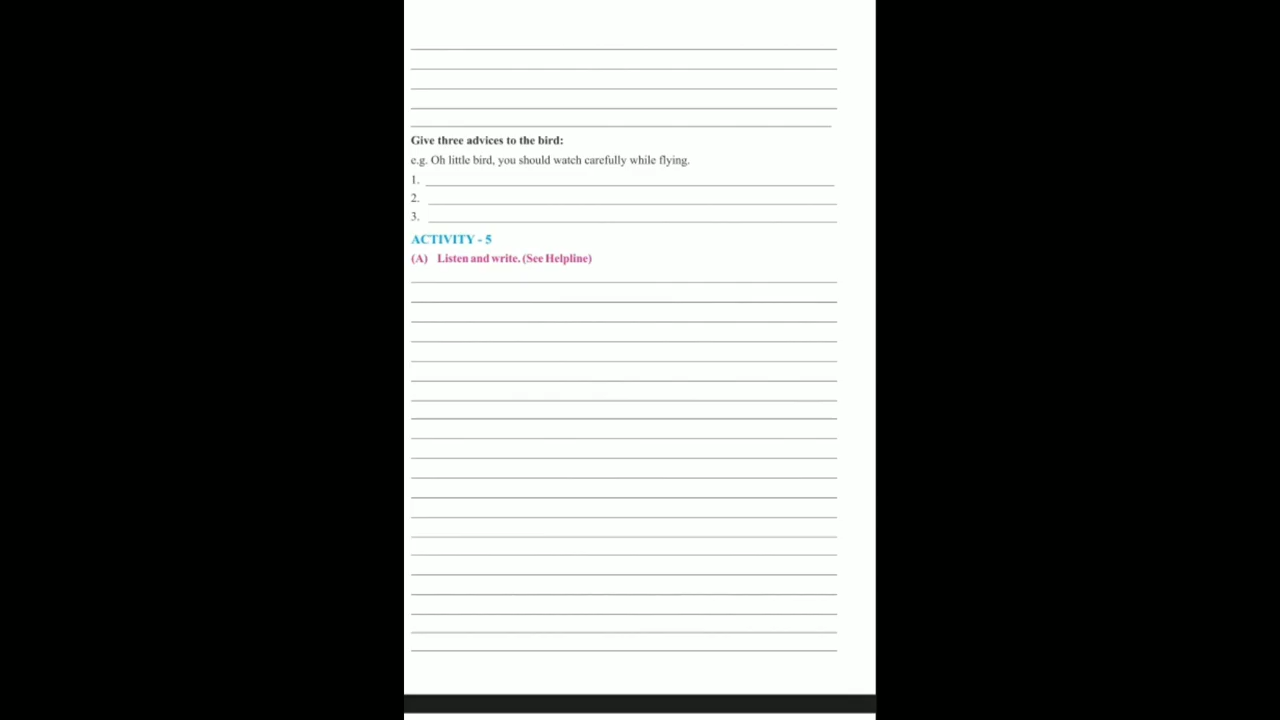 Give three advices to the bird:
e.g. Oh little bird, you should watch carefully while flying.
1.
2.
3.
ACTIVITY - 5
(A) Listen and write. (See Helpline)